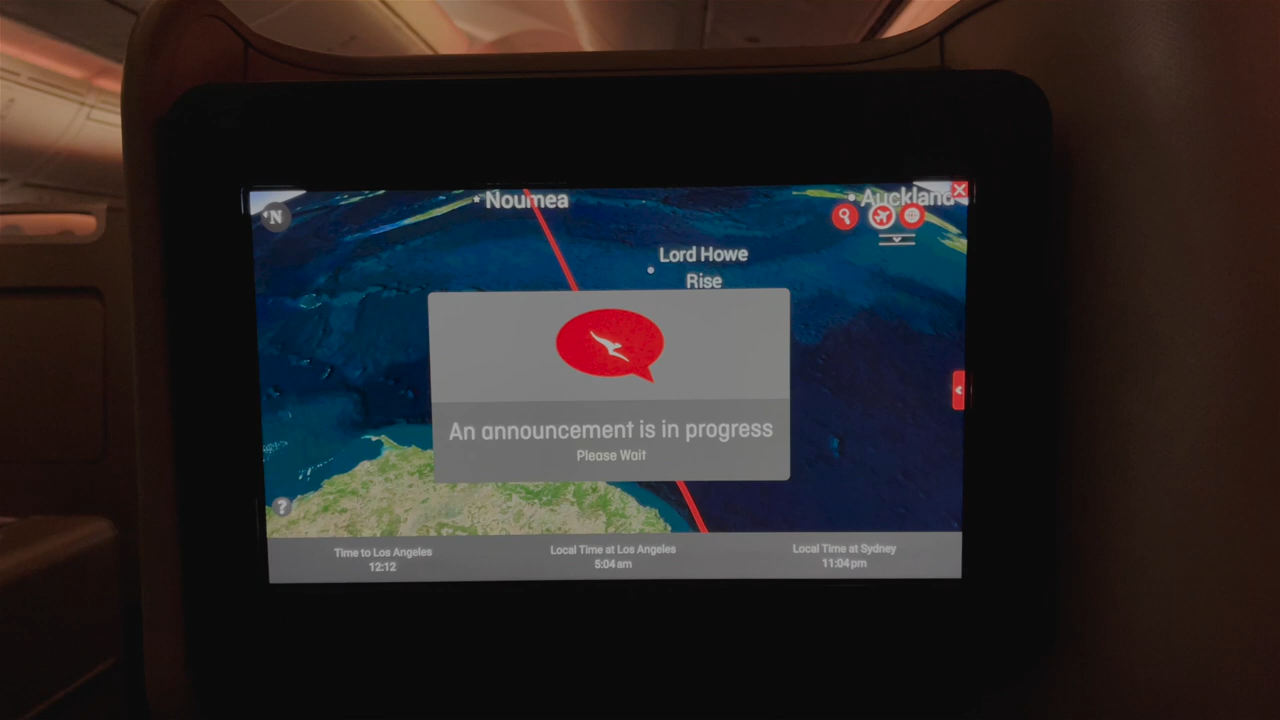 N
Noumea
Auckland
Lord Howe
Rise
An announcement is in progress
Please Wait
?
Time to Los Angeles
12:12
Local Time at Los Angeles
5:04 am
Local Time at Sydney
11:04 pm